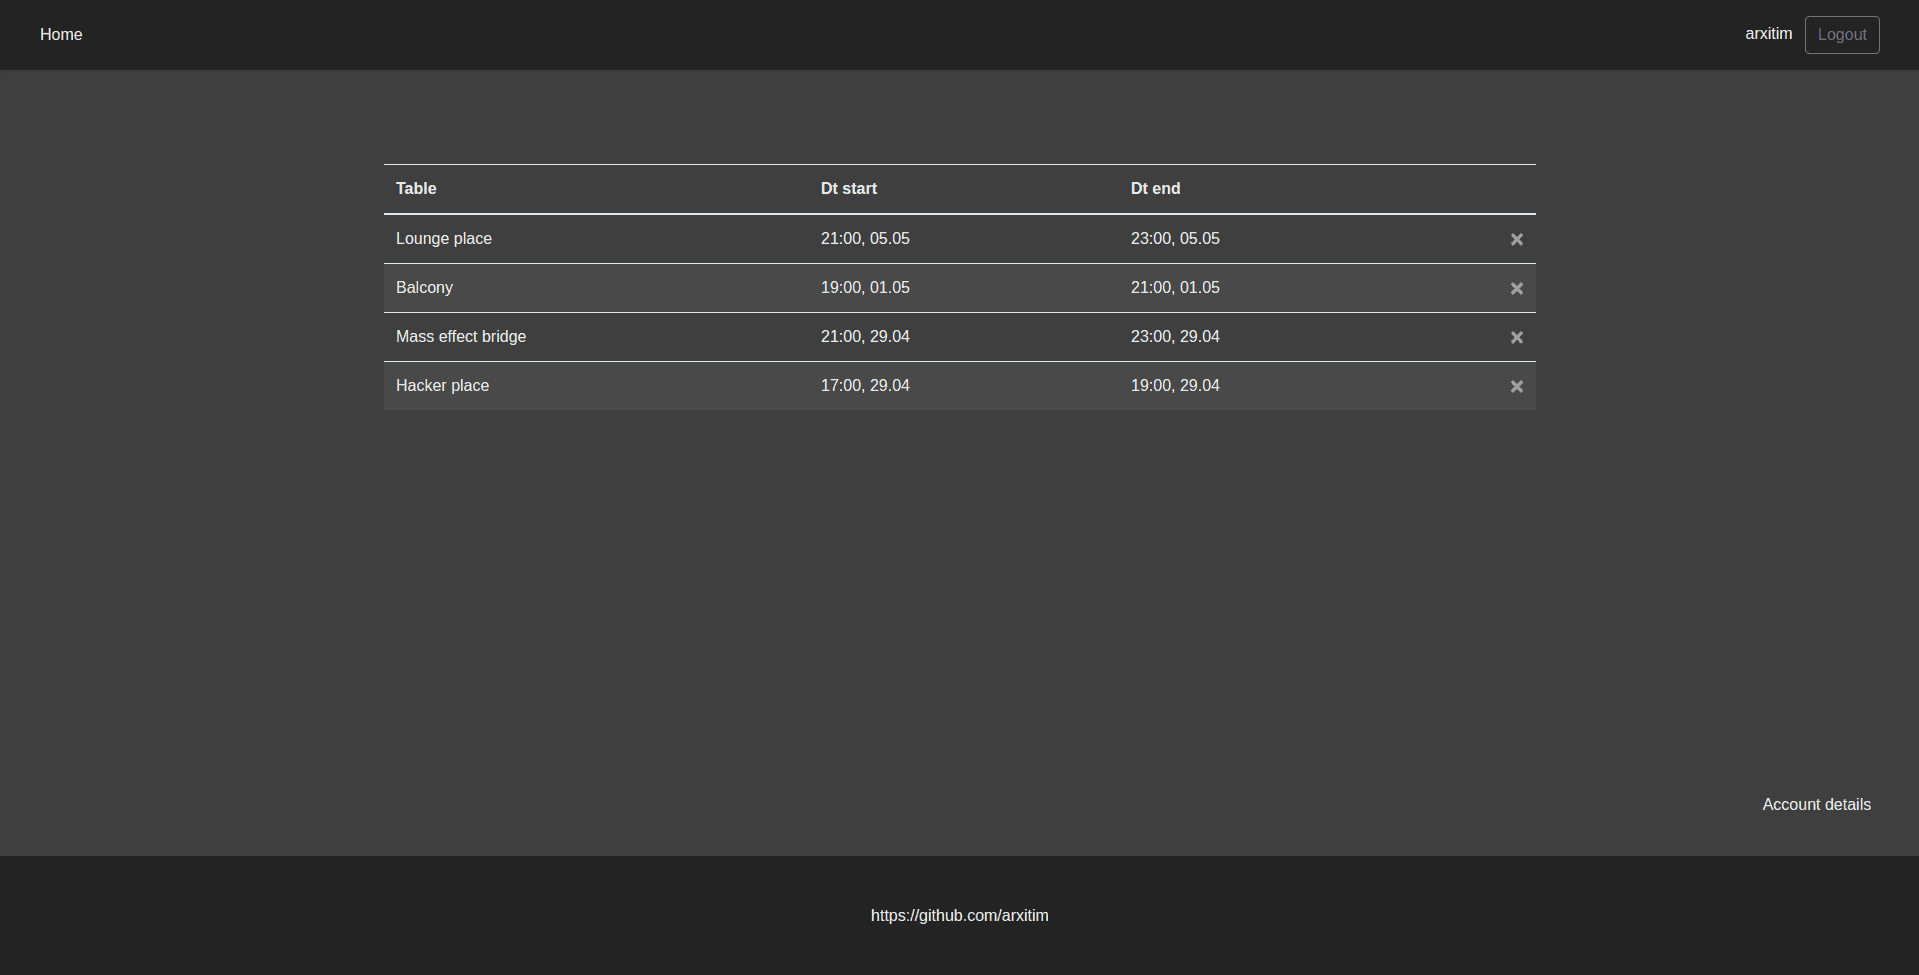 Home arxitim Logout
Table Dt start Dt end
Lounge place 21:00, 05.05 23:00, 05.05
Balcony 19:00, 01.05 21:00, 01.05
Mass effect bridge 21:00, 29.04 23:00, 29.04
Hacker place 17:00, 29.04 19:00, 29.04
Account details
https://github.com/arxitim